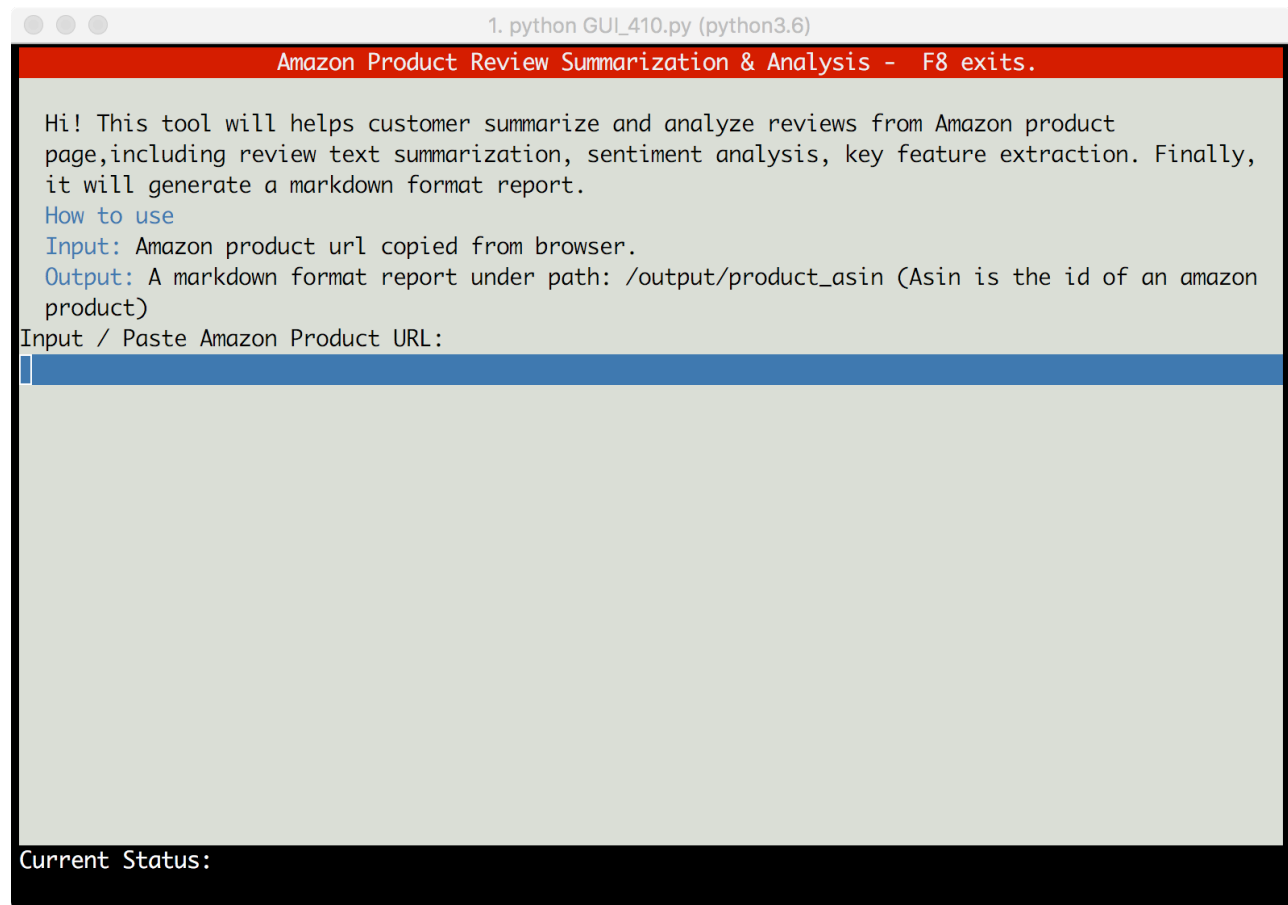 1. python GUI_410.py (python3.6)
Amazon Product Review Summarization & Analysis -  F8 exits.
Hi! This tool will helps customer summarize and analyze reviews from Amazon product
page,including review text summarization, sentiment analysis, key feature extraction. Finally,
it will generate a markdown format report.
How to use
Input: Amazon product url copied from browser.
Output: A markdown format report under path: /output/product_asin (Asin is the id of an amazon
product)
Input / Paste Amazon Product URL:
Current Status: